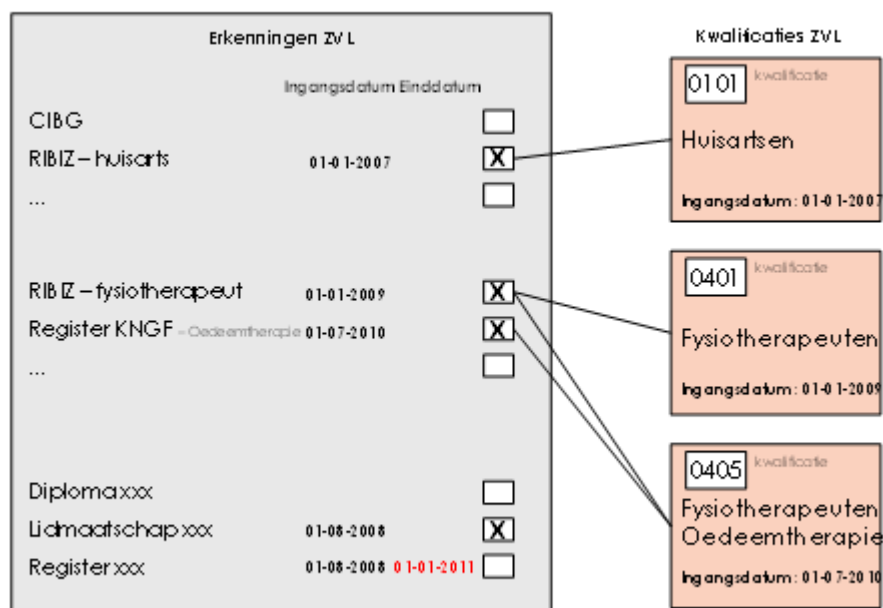 Erkenningen ZVL
Ingangsdatum Einddatum
CIBG
RIBIZ – huisarts 01-01-2007 X
...
RIBIZ – fysiotherapeut 01-01-2009 X
Register KNGF – Oedeemtherapie 01-07-2010 X
...
Diploma xxx
Lidmaatschap xxx 01-08-2008 X
Register xxx 01-08-2008 01-01-2011
Kwalificaties ZVL
0101 kwalificatie
Huisartsen
Ingangsdatum: 01-01-2007
0401 kwalificatie
Fysiotherapeuten
Ingangsdatum: 01-01-2009
0405 kwalificatie
Fysiotherapeuten
Oedeemtherapie
Ingangsdatum: 01-07-2010